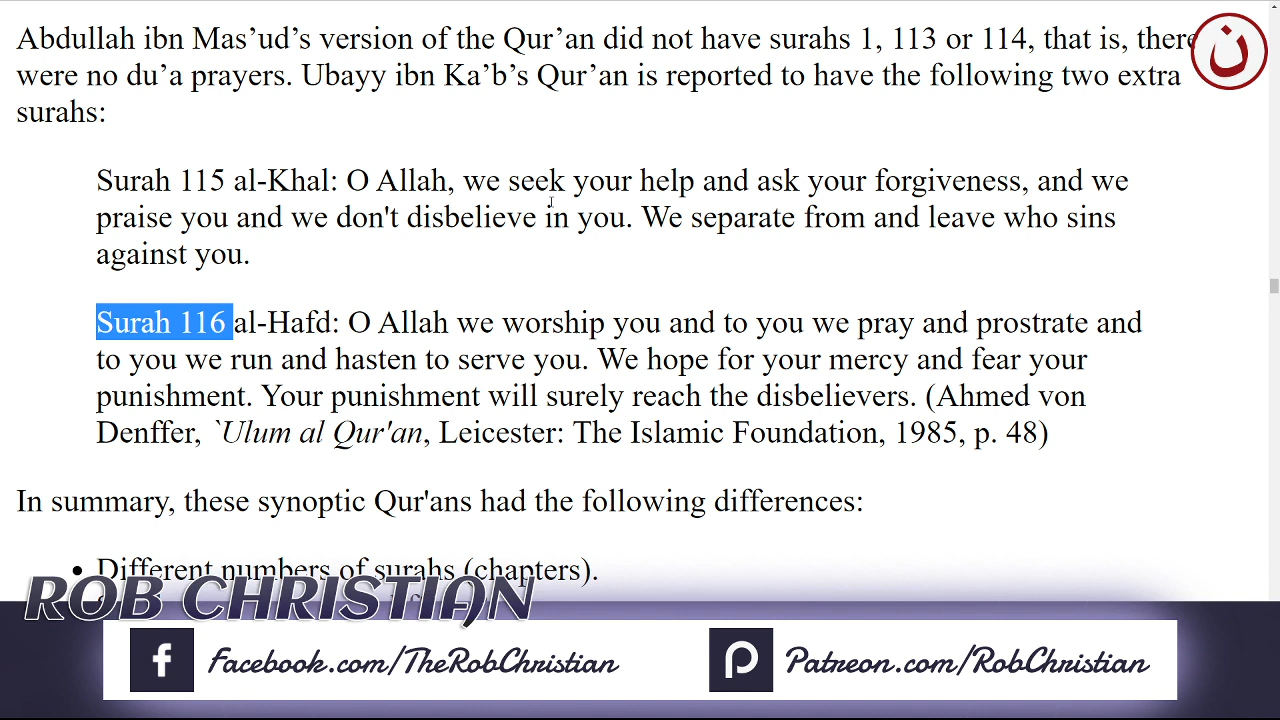 Abdullah ibn Mas’ud’s version of the Qur’an did not have surahs 1, 113 or 114, that is, there
were no du’a prayers. Ubayy ibn Ka’b’s Qur’an is reported to have the following two extra
surahs:
Surah 115 al-Khal: O Allah, we seek your help and ask your forgiveness, and we
praise you and we don't disbelieve in you. We separate from and leave who sins
against you.
Surah 116 al-Hafd: O Allah we worship you and to you we pray and prostrate and
to you we run and hasten to serve you. We hope for your mercy and fear your
punishment. Your punishment will surely reach the disbelievers. (Ahmed von
Denffer, `Ulum al Qur'an, Leicester: The Islamic Foundation, 1985, p. 48)
In summary, these synoptic Qur'ans had the following differences:
• Different numbers of surahs (chapters).
ROB CHRISTIAN
Facebook.com/TheRobChristian
Patreon.com/RobChristian
ن